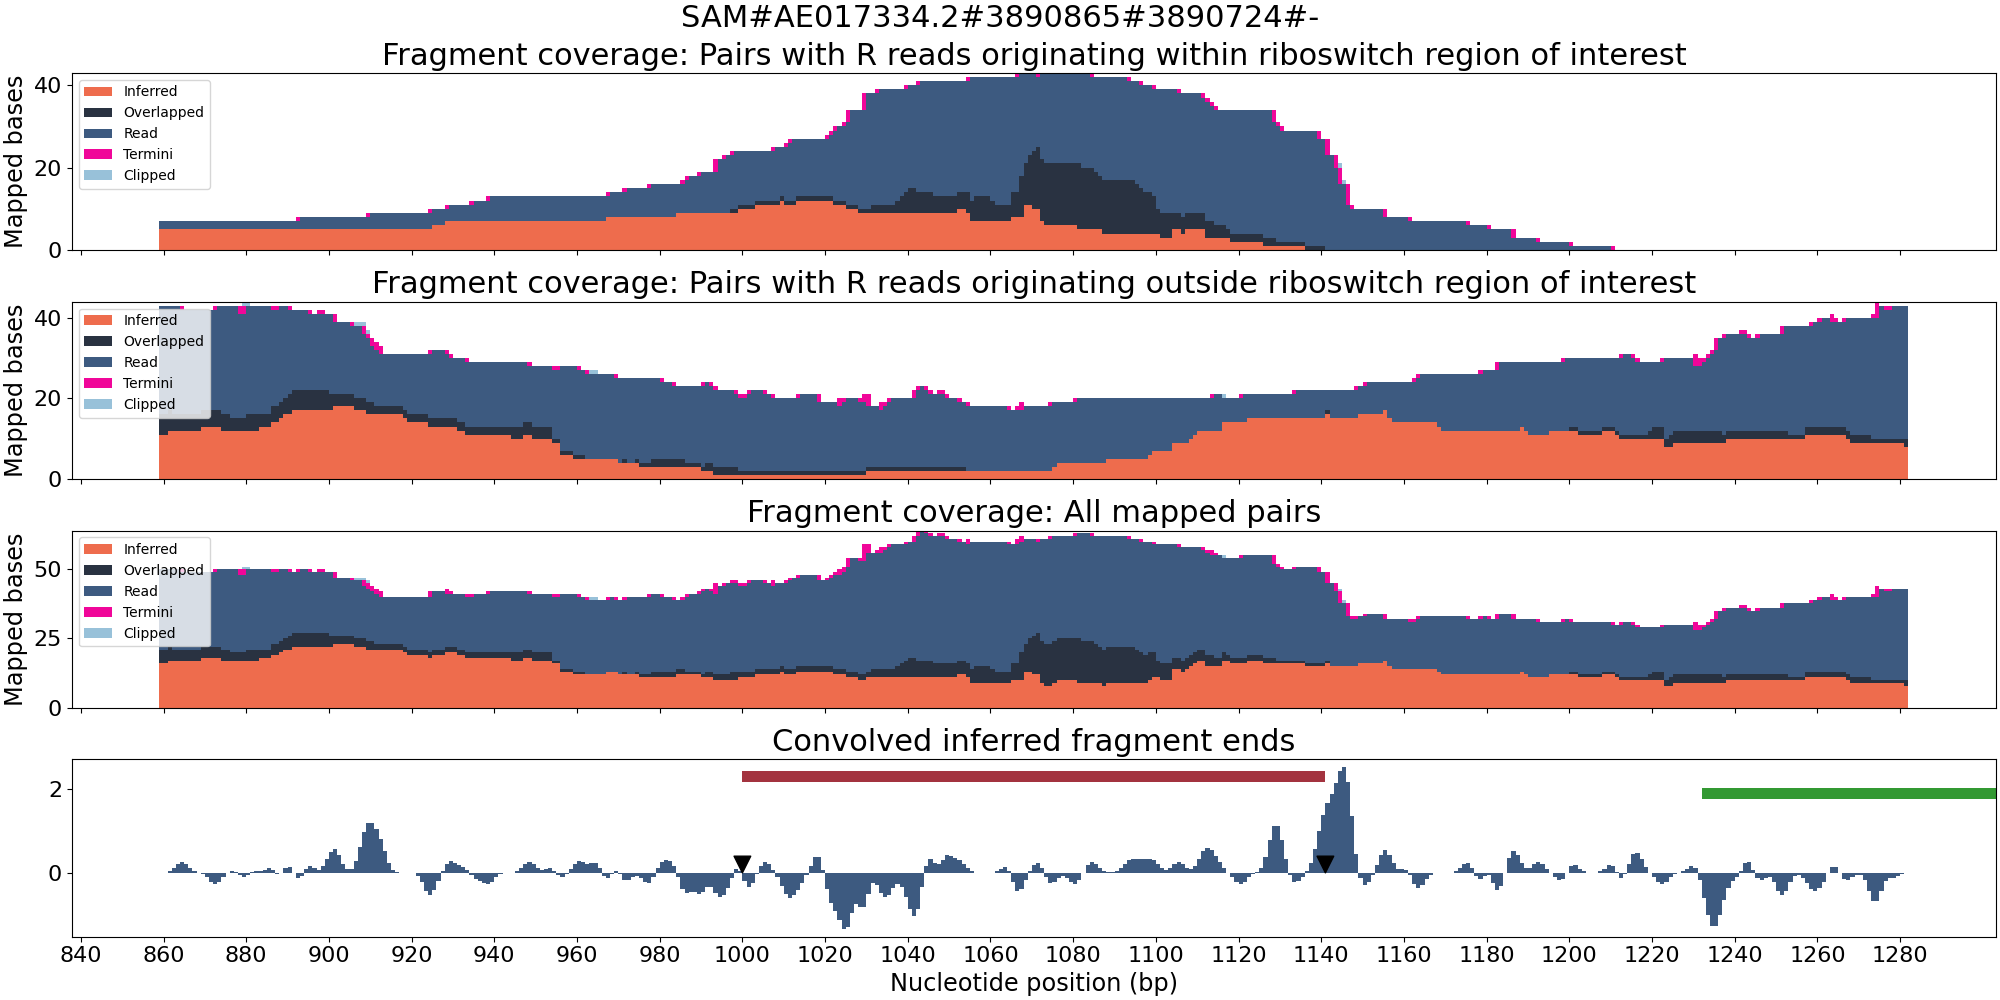 SAM#AE017334.2#3890865#3890724#-
Fragment coverage: Pairs with R reads originating within riboswitch region of interest
Mapped bases
40
20
0
Inferred
Overlapped
Read
Termini
Clipped
Fragment coverage: Pairs with R reads originating outside riboswitch region of interest
Mapped bases
40
20
0
Inferred
Overlapped
Read
Termini
Clipped
Fragment coverage: All mapped pairs
Mapped bases
50
25
0
Inferred
Overlapped
Read
Termini
Clipped
Convolved inferred fragment ends
2
0
840 860 880 900 920 940 960 980 1000 1020 1040 1060 1080 1100 1120 1140 1160 1180 1200 1220 1240 1260 1280
Nucleotide position (bp)